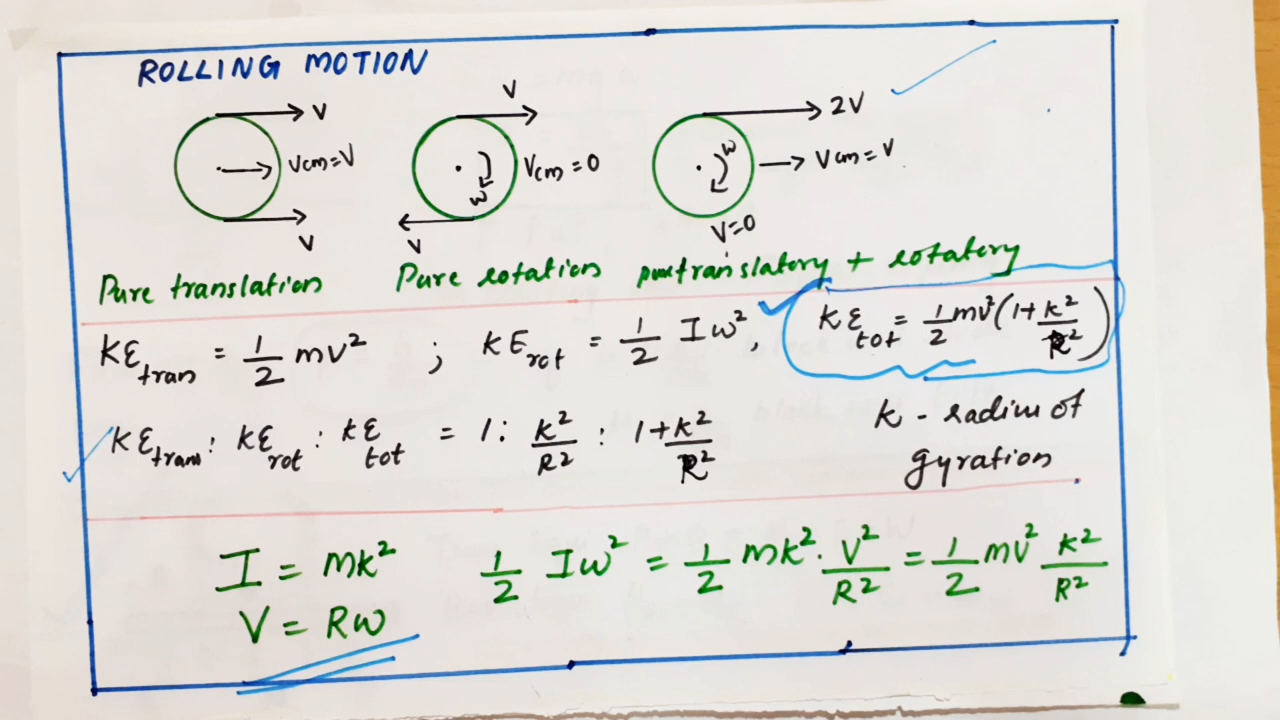 ROLLING MOTION
V V 2V
Vcm=V Vcm=0 ω Vcm=V
ω
V V V=0
Pure translation Pure rotation translatory + rotatory
KE_tran = 1/2 mv² ; KE_rot = 1/2 Iω², KE_tot = 1/2 mv²(1+k²/R²)
KE_trans : KE_rot : KE_tot = 1 : k²/R² : 1+k²/R²
k - radius of
gyration
I = mk² 1/2 Iω² = 1/2 mk². V²/R² = 1/2 mv² k²/R²
V = Rω